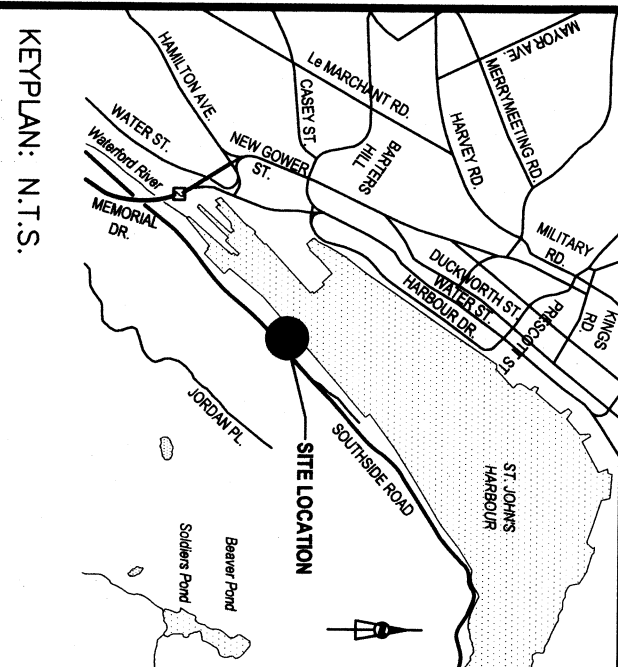 MAYOR AVE.
HAMILTON AVE.
Le MARCHANT RD.
MERRYMEETING RD.
CASEY ST.
HARVEY RD.
WATER ST.
NEW GOWER
ST.
BARTERS
HILL
Waterford River
MEMORIAL
DR.
MILITARY
RD.
DUCKWORTH ST.
WATER ST.
HARBOUR DR.
PRESCOTT ST.
KINGS
RD.
JORDAN PL.
SITE LOCATION
SOUTHSIDE ROAD
ST. JOHN'S
HARBOUR
Soldiers Pond
Beaver Pond
KEYPLAN: N.T.S.